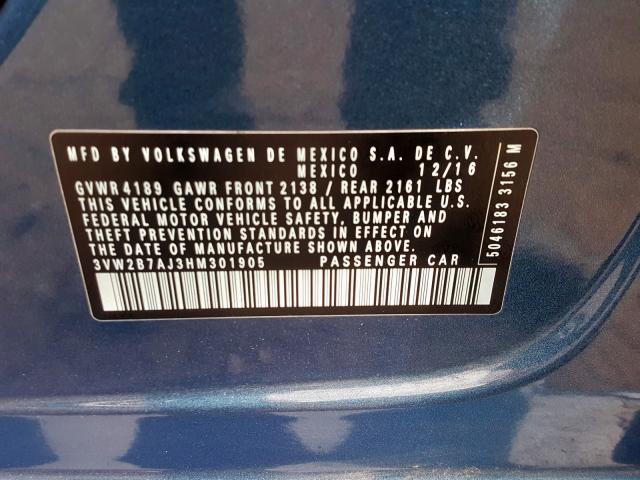 MFD BY VOLKSWAGEN DE MEXICO S.A. DE C.V.
MEXICO 12/16
GVWR 4189 GAWR FRONT 2138 / REAR 2161 LBS
THIS VEHICLE CONFORMS TO ALL APPLICABLE U.S.
FEDERAL MOTOR VEHICLE SAFETY, BUMPER AND
THEFT PREVENTION STANDARDS IN EFFECT ON
THE DATE OF MANUFACTURE SHOWN ABOVE.
3VW2B7AJ3HM301905 PASSENGER CAR
5046183 3156 M